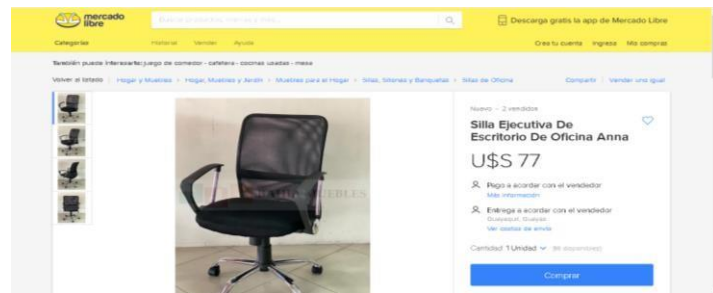 mercado
libre
Descarga gratis la app de Mercado Libre
Categorías
Historial Vender Ayuda
Crea tu cuenta Ingresa Mis compras
También puede interesarte: juego de comedor - cafetera - cocinas usadas - mesa
Volver al listado Hogar y Muebles > Hogar, Muebles y Jardín > Muebles para el Hogar > Sillas, Sillones y Banquetas > Sillas de Oficina
Compartir Vender uno igual
Nuevo - 2 vendidos
Silla Ejecutiva De
Escritorio De Oficina Anna
U$S 77
Pago a acordar con el vendedor
Más información
Entrega a acordar con el vendedor
Guayaquil, Guayas
Ver costos de envío
Cantidad: 1 Unidad
Comprar